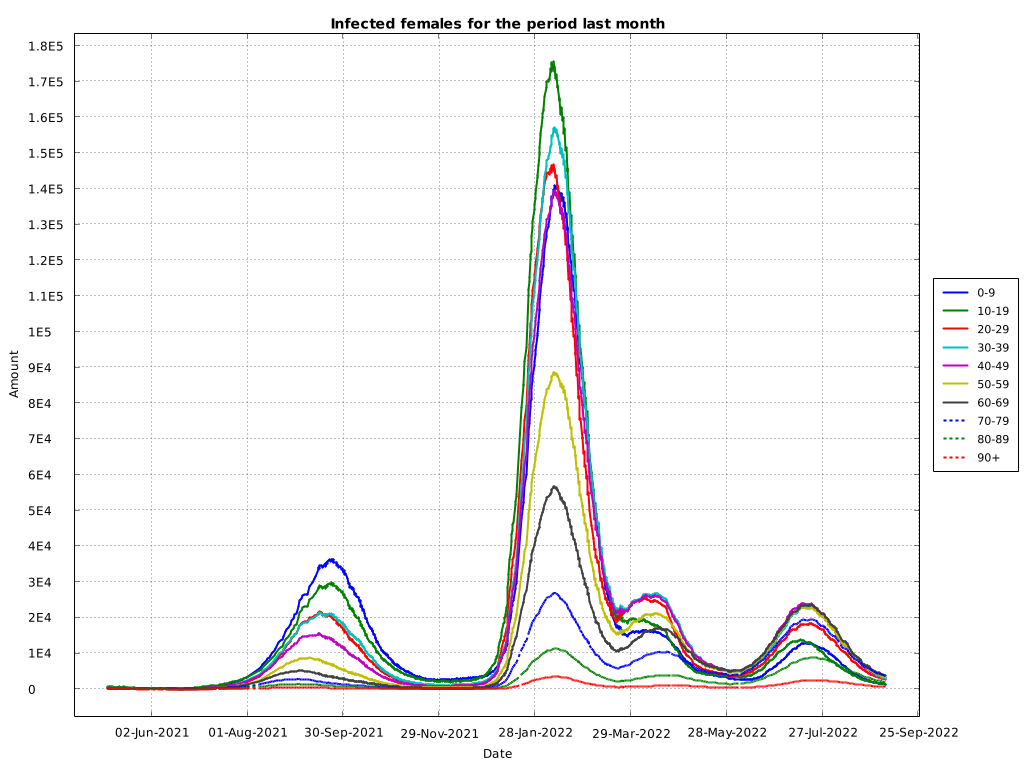 Infected females for the period last month
1.8E5
1.7E5
1.6E5
1.5E5
1.4E5
1.3E5
1.2E5
1.1E5
1E5
9E4
8E4
7E4
6E4
5E4
4E4
3E4
2E4
1E4
0
Amount
02-Jun-2021 01-Aug-2021 30-Sep-2021 29-Nov-2021 28-Jan-2022 29-Mar-2022 28-May-2022 27-Jul-2022 25-Sep-2022
Date
0-9
10-19
20-29
30-39
40-49
50-59
60-69
70-79
80-89
90+